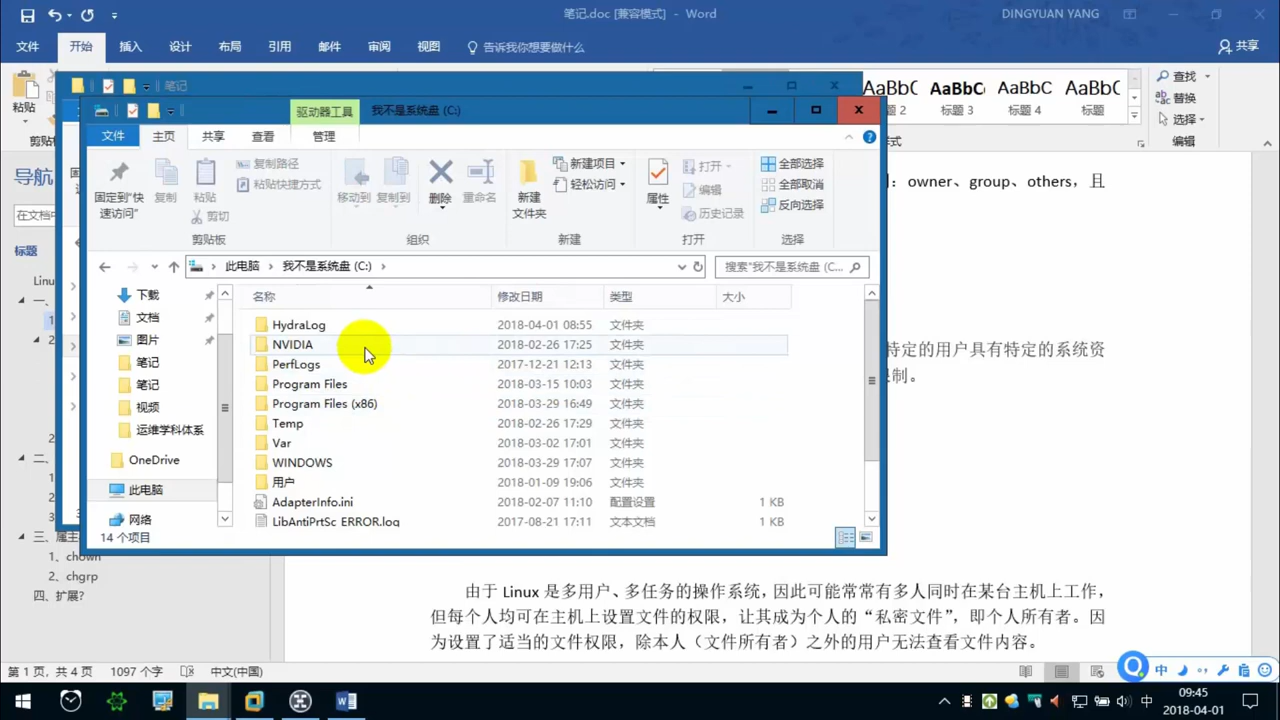 笔记.doc [兼容模式] - Word
DINGYUAN YANG
文件 开始 插入 设计 布局 引用 邮件 审阅 视图 告诉我你想要做什么 共享
粘贴
剪贴
笔记
AaBbC AaBbC AaBbC AaBbC
题 2 标题 3 标题 4 标题 5
查找
替换
选择
编辑
驱动器工具 我不是系统盘 (C:)
文件 主页 共享 查看 管理
固定到"快速访问" 复制 粘贴 复制路径 粘贴快捷方式 剪切
移动到 复制到 删除 重命名
新建文件夹 新建项目 轻松访问
属性 打开 编辑 历史记录
全部选择 全部取消 反向选择
剪贴板 组织 新建 打开 选择
此电脑 我不是系统盘 (C:) 搜索"我不是系统盘 (C...
名称 修改日期 类型 大小
HydraLog 2018-04-01 08:55 文件夹
NVIDIA 2018-02-26 17:25 文件夹
PerfLogs 2017-12-21 12:13 文件夹
Program Files 2018-03-15 10:03 文件夹
Program Files (x86) 2018-03-29 16:49 文件夹
Temp 2018-02-26 17:29 文件夹
Var 2018-03-02 17:01 文件夹
WINDOWS 2018-03-29 17:07 文件夹
用户 2018-01-09 19:06 文件夹
AdapterInfo.ini 2018-02-07 11:10 配置设置 1 KB
LibAntiPrtSc_ERROR.log 2017-08-21 17:11 文本文档 1 KB
下载
文档
图片
笔记
笔记
视频
运维学科体系
OneDrive
此电脑
网络
14 个项目
导航
在文档中
标题
Linu
一、
二、
三、属主
1、chown
2、chgrp
四、扩展?
：owner、group、others，且
特定的用户具有特定的系统资
限制。
由于 Linux 是多用户、多任务的操作系统，因此可能常常有多人同时在某台主机上工作，
但每个人均可在主机上设置文件的权限，让其成为个人的“私密文件”，即个人所有者。因
为设置了适当的文件权限，除本人（文件所有者）之外的用户无法查看文件内容。
第 1 页，共 4 页 1097 个字 中文(中国)
中
中 09:45
2018-04-01